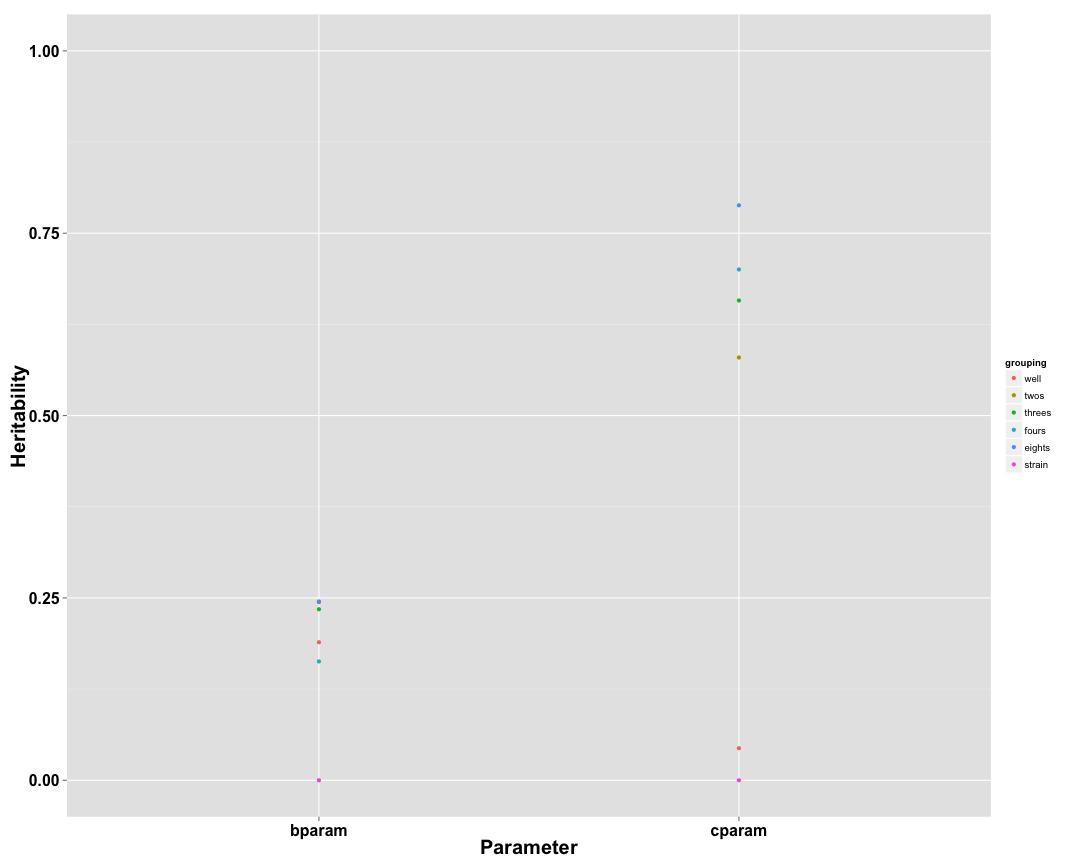 Heritability
1.00
0.75
0.50
0.25
0.00
bparam
cparam
Parameter
grouping
well
twos
threes
fours
eights
strain